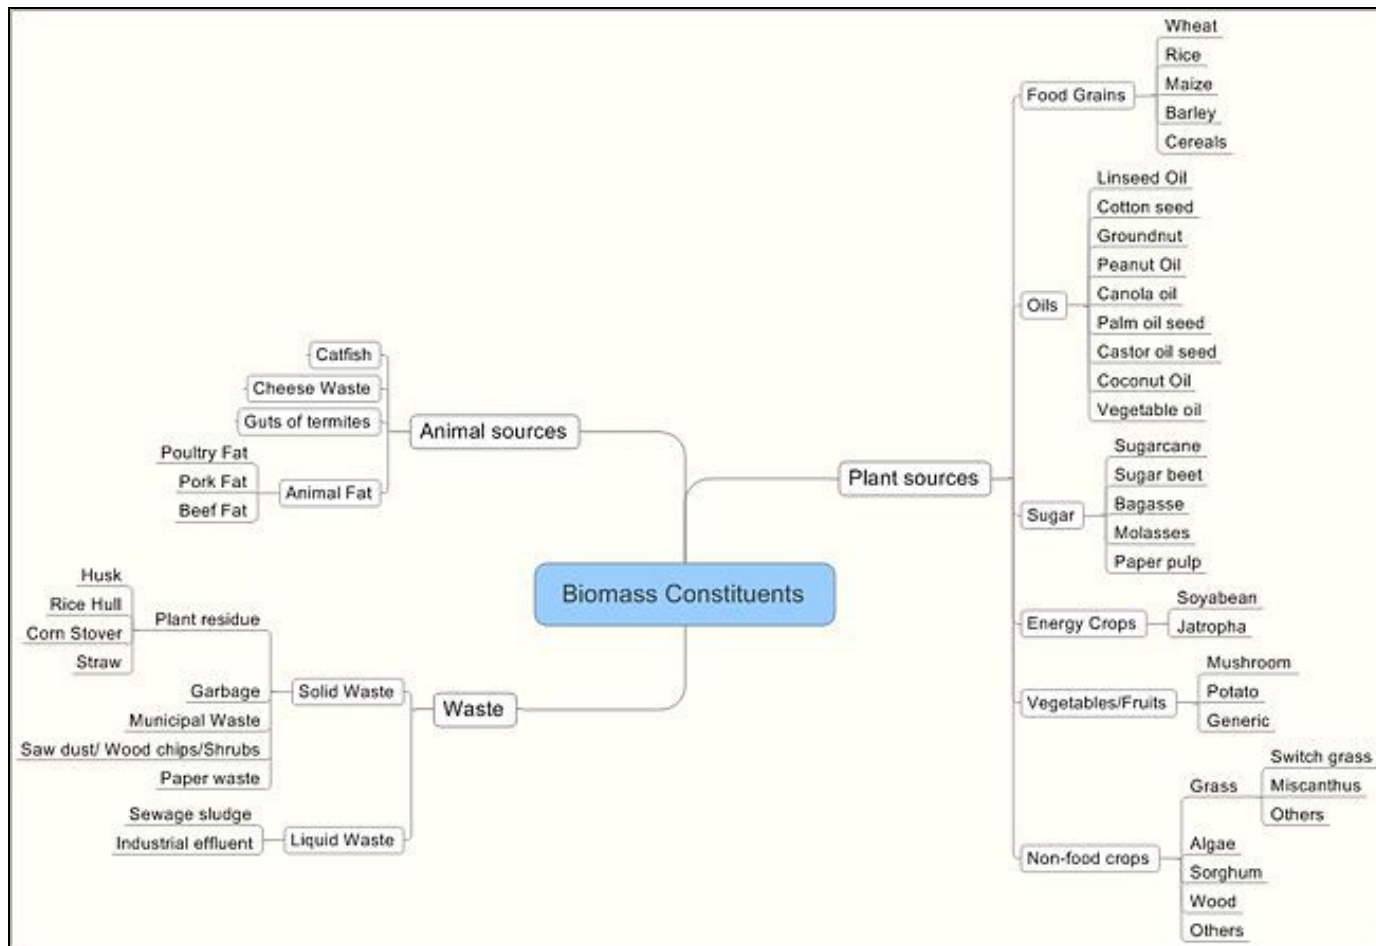 Biomass Constituents
Plant sources
Food Grains
Wheat
Rice
Maize
Barley
Cereals
Oils
Linseed Oil
Cotton seed
Groundnut
Peanut Oil
Canola oil
Palm oil seed
Castor oil seed
Coconut Oil
Vegetable oil
Sugar
Sugarcane
Sugar beet
Bagasse
Molasses
Paper pulp
Energy Crops
Soyabean
Jatropha
Vegetables/Fruits
Mushroom
Potato
Generic
Non-food crops
Grass
Switch grass
Miscanthus
Others
Algae
Sorghum
Wood
Others
Animal sources
Catfish
Cheese Waste
Guts of termites
Animal Fat
Poultry Fat
Pork Fat
Beef Fat
Waste
Solid Waste
Plant residue
Husk
Rice Hull
Corn Stover
Straw
Garbage
Municipal Waste
Saw dust/ Wood chips/Shrubs
Paper waste
Liquid Waste
Sewage sludge
Industrial effluent